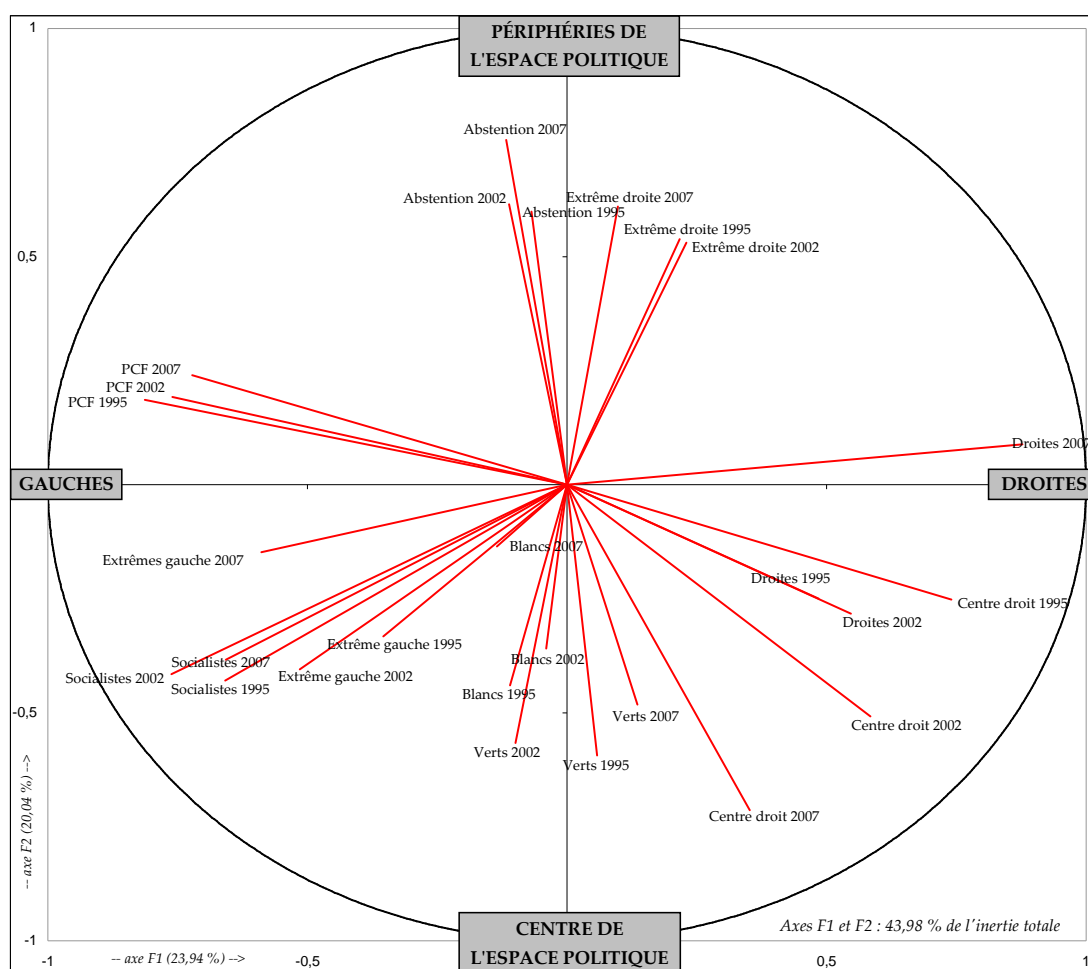 1
PÉRIPHÉRIES DE
L'ESPACE POLITIQUE
Abstention 2007
Abstention 2002
Extrême droite 2007
Abstention 1995
Extrême droite 1995
Extrême droite 2002
0,5
PCF 2007
PCF 2002
PCF 1995
Droites 2007
GAUCHES
DROITES
Blancs 2007
Extrêmes gauche 2007
Droites 1995
Centre droit 1995
Droites 2002
Extrême gauche 1995
Blancs 2002
Socialistes 2007
Extrême gauche 2002
Socialistes 2002
Socialistes 1995
Blancs 1995
-0,5
Verts 2007
Centre droit 2002
Verts 2002
Verts 1995
Centre droit 2007
-- axe F2 (20,04 %) -->
CENTRE DE
L'ESPACE POLITIQUE
Axes F1 et F2 : 43,98 % de l'inertie totale
-1
-- axe F1 (23,94 %) -->
-1
-0,5
0,5
1